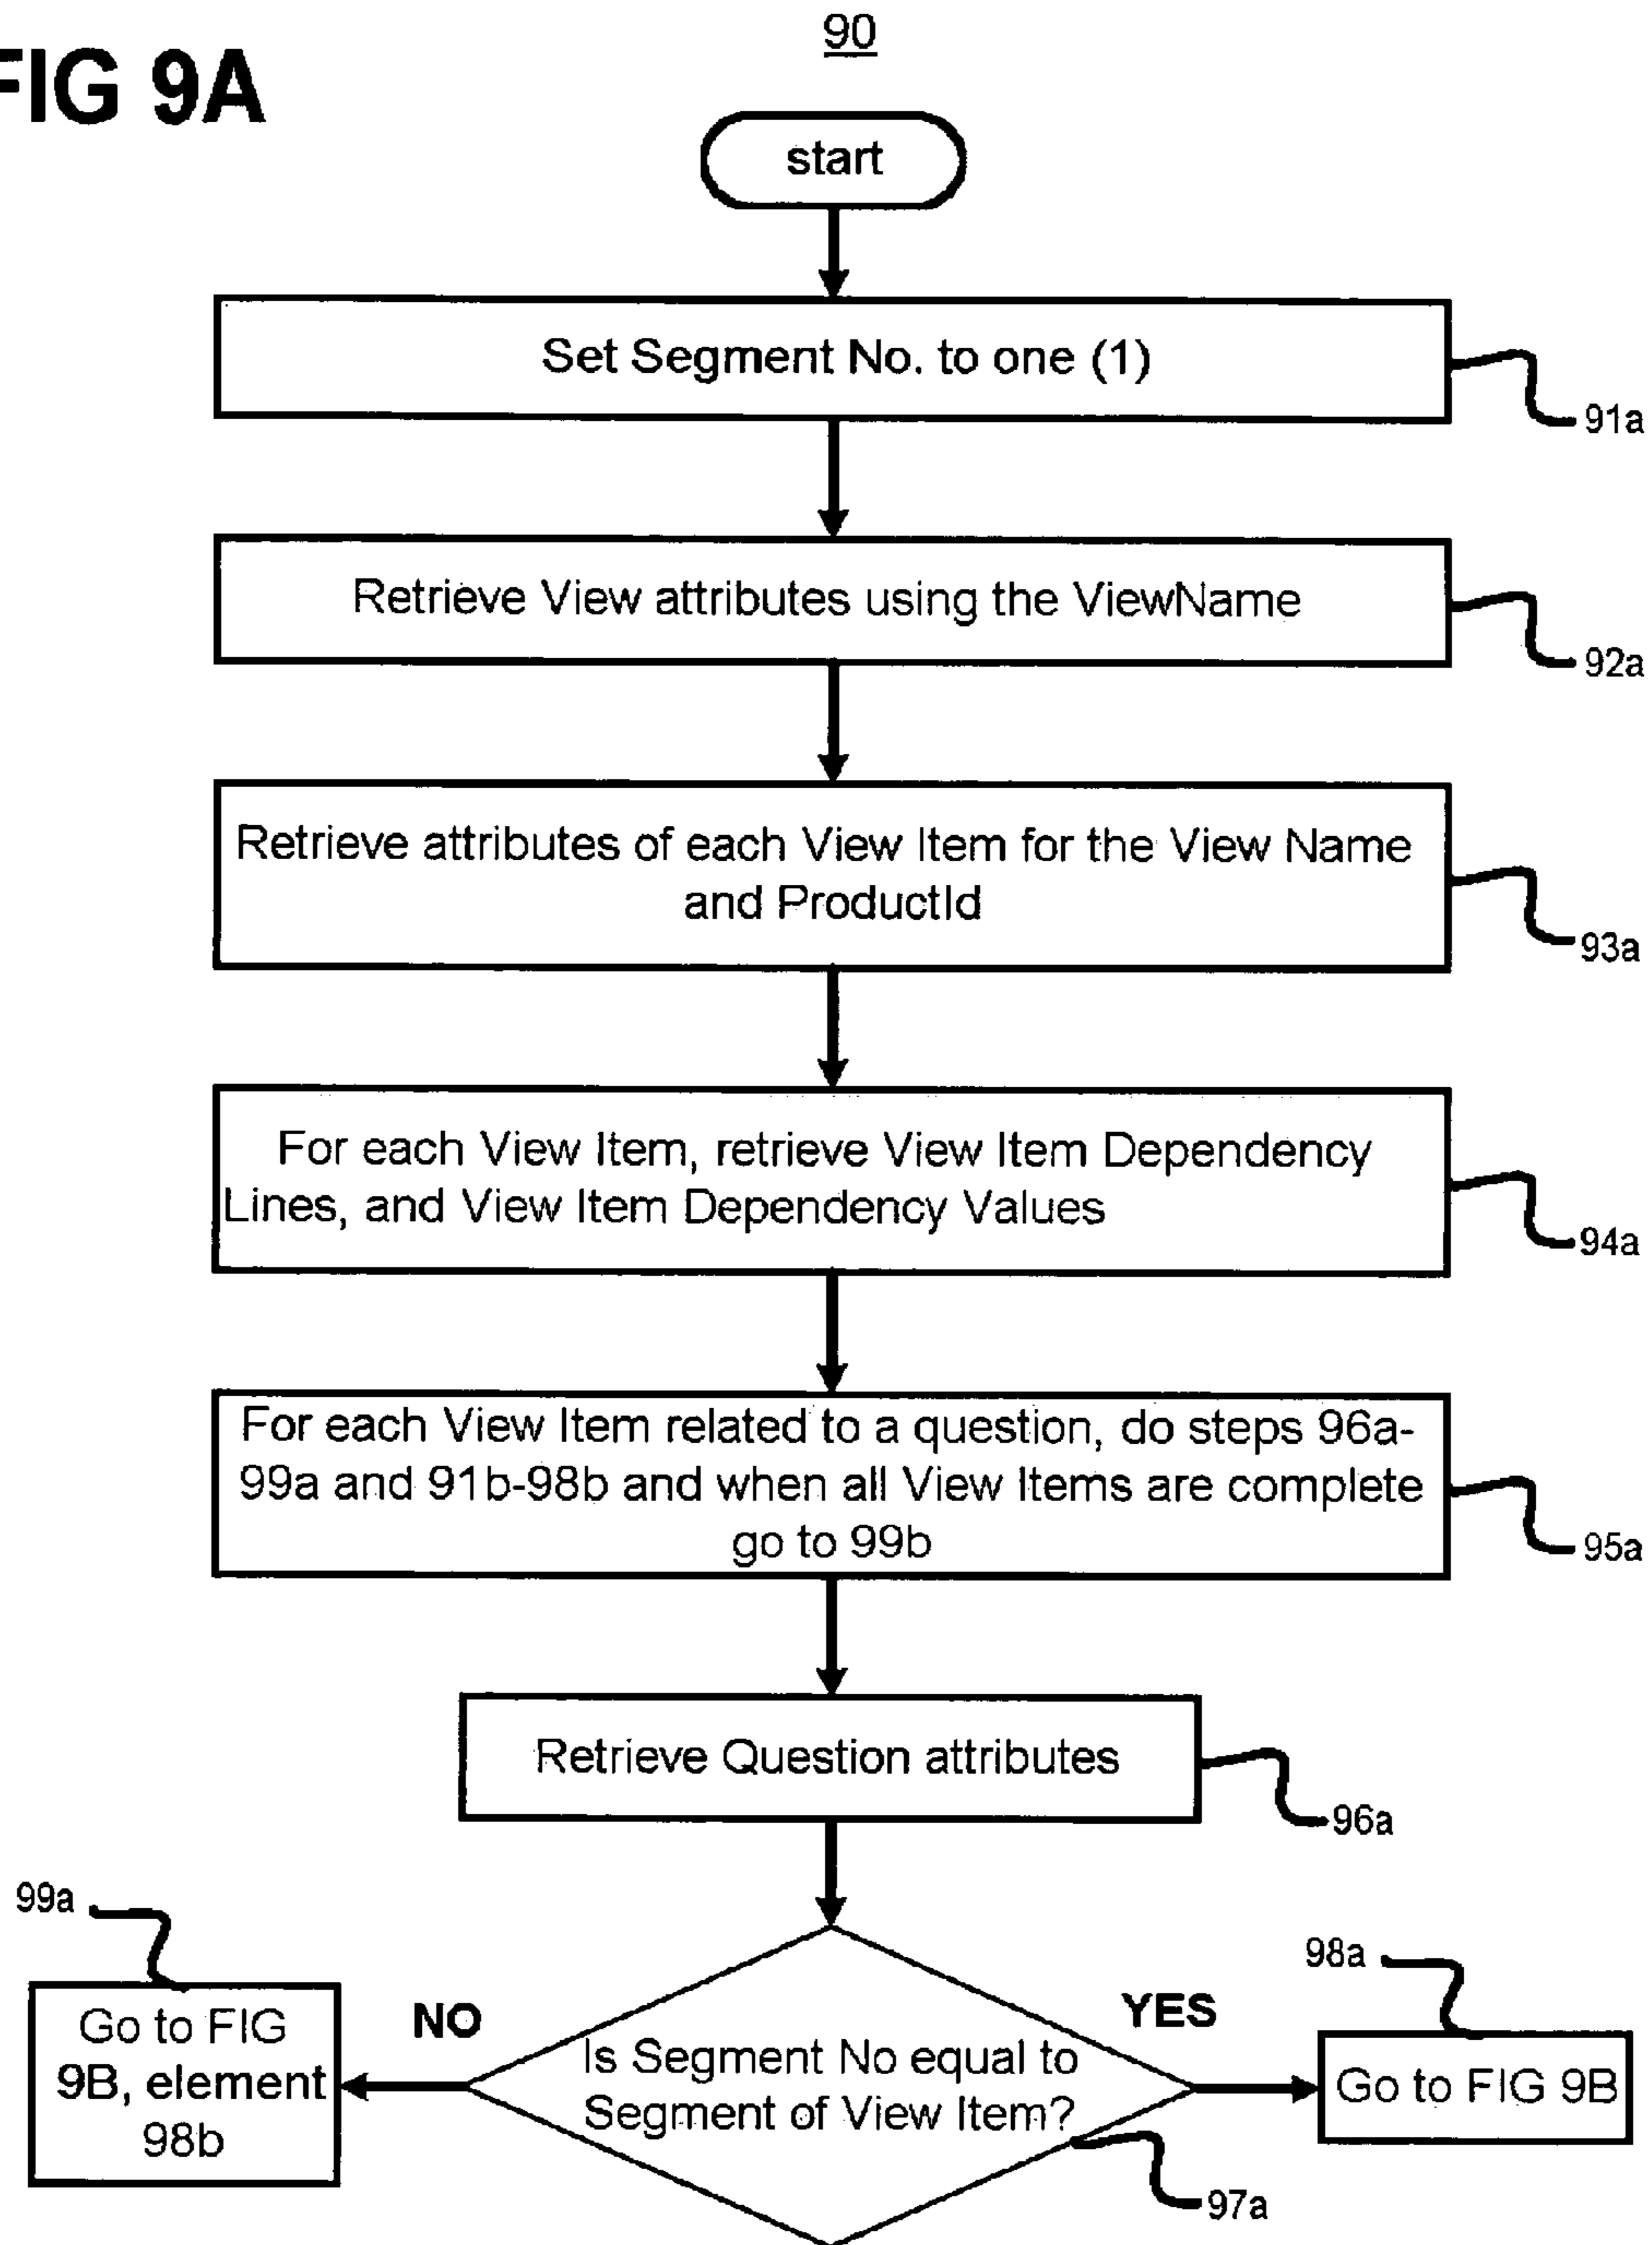 90
FIG 9A
start
Set Segment No. to one (1)
91a
Retrieve View attributes using the ViewName
92a
Retrieve attributes of each View Item for the View Name
and ProductId
93a
For each View Item, retrieve View Item Dependency
Lines, and View Item Dependency Values
94a
For each View Item related to a question, do steps 96a-
99a and 91b-98b and when all View Items are complete
go to 99b
95a
Retrieve Question attributes
96a
99a
Go to FIG
9B, element
98b
NO
Is Segment No equal to
Segment of View Item?
97a
YES
98a
Go to FIG 9B